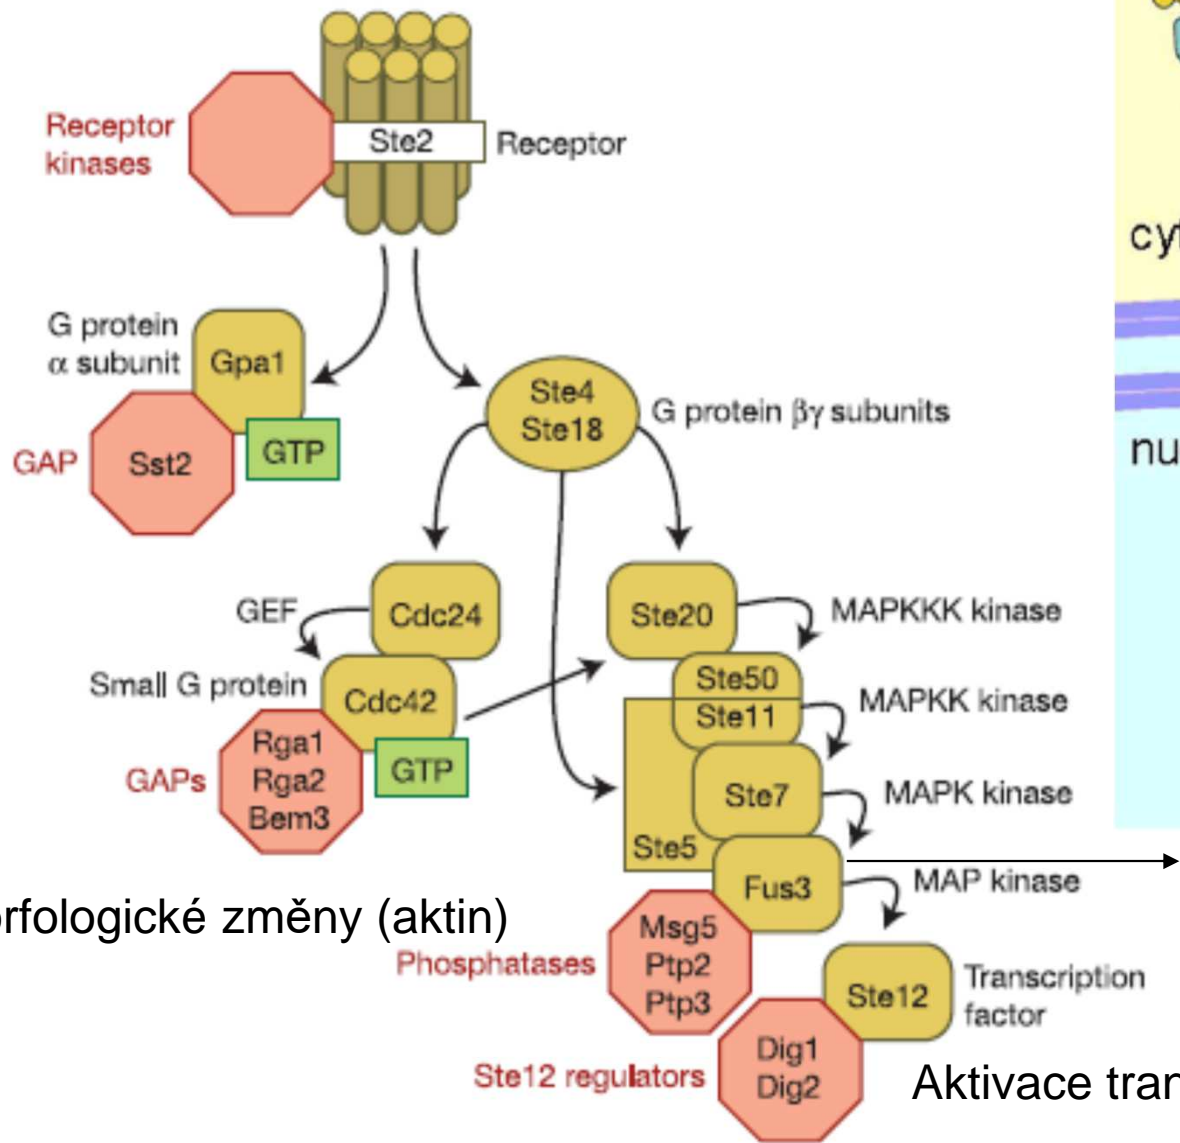 Receptor
kinases
Ste2
Receptor
G protein
α subunit
Gpa1
GTP
GAP
Sst2
Ste4
Ste18
G protein βγ subunits
GEF
Cdc24
Small G protein
Cdc42
GTP
GAPs
Rga1
Rga2
Bem3
Ste20
MAPKKK kinase
Ste50
Ste11
MAPKK kinase
Ste7
MAPK kinase
Ste5
Fus3
MAP kinase
rfologické změny (aktin)
Phosphatases
Msg5
Ptp2
Ptp3
Ste12
Transcription
factor
Ste12 regulators
Dig1
Dig2
Aktivace tran
cyt
nu